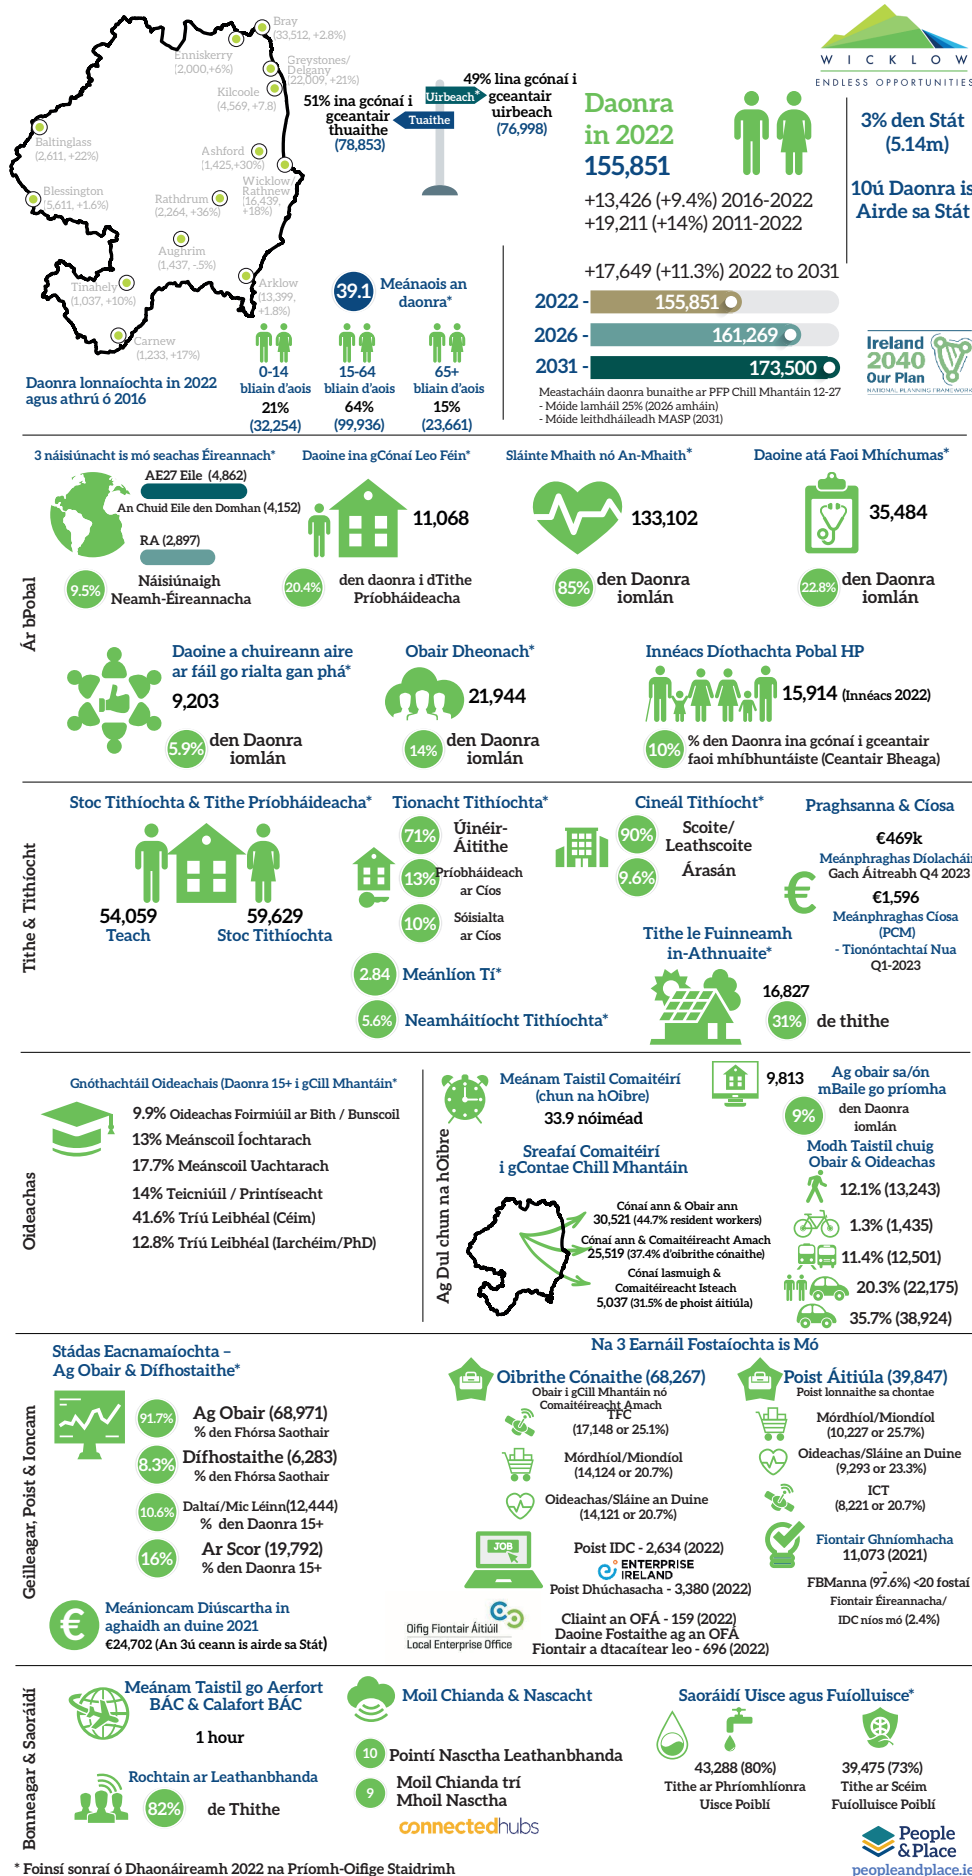 Bray
(33,512, +2.8%)
Enniskerry
(2,000,+6%)
Greystones/
Delgany
(22,009, +21%)
Kilcoole
(4,569, +7.8)
Baltinglass
(2,611, +22%)
Ashford
(1,425,+30%)
Wicklow/
Rathnew
(16,439,
+18%)
Blessington
(5,611, +1.6%)
Rathdrum
(2,264, +36%)
Aughrim
(1,437, -.5%)
Tinahely
(1,037, +10%)
Arklow
(13,399,
+1.8%)
Carnew
(1,233, +17%)
Daonra lonnaíochta in 2022
agus athrú ó 2016
51% ina gcónaí i
gceantair
thuaithe
(78,853)
Uirbeach*
Tuaithe
49% lina gcónaí i
gceantair
uirbeach
(76,998)
39.1
Meánaois an
daonra*
0-14
bliain d'aois
21%
(32,254)
15-64
bliain d'aois
64%
(99,936)
65+
bliain d'aois
15%
(23,661)
Daonra
in 2022
155,851
+13,426 (+9.4%) 2016-2022
+19,211 (+14%) 2011-2022
WICKLOW
ENDLESS OPPORTUNITIES
3% den Stát
(5.14m)
10ú Daonra is
Airde sa Stát
+17,649 (+11.3%) 2022 to 2031
2022 - 155,851
2026 - 161,269
2031 - 173,500
Meastacháin daonra bunaithe ar PFP Chill Mhantáin 12-27
- Móide lamháil 25% (2026 amháin)
- Móide leithdháileadh MASP (2031)
Ireland
2040
Our Plan
NATIONAL PLANNING FRAMEWORK
Ár bPobal
3 náisiúnacht is mó seachas Éireannach*
AE27 Eile (4,862)
An Chuid Eile den Domhan (4,152)
RA (2,897)
9.5%
Náisiúnaigh
Neamh-Éireannacha
Daoine ina gCónaí Leo Féin*
11,068
20.4%
den daonra i dTithe
Príobháideacha
Sláinte Mhaith nó An-Mhaith*
133,102
85%
den Daonra
iomlán
Daoine atá Faoi Mhíchumas*
35,484
22.8%
den Daonra
iomlán
Daoine a chuireann aire
ar fáil go rialta gan phá*
9,203
5.9%
den Daonra
iomlán
Obair Dheonach*
21,944
14%
den Daonra
iomlán
Innéacs Díothachta Pobal HP
15,914 (Innéacs 2022)
10%
% den Daonra ina gcónaí i gceantair
faoi mhíbhuntáiste (Ceantair Bheaga)
Tithe & Tithíocht
Stoc Tithíochta & Tithe Príobháideacha*
54,059
Teach
59,629
Stoc Tithíochta
Tionacht Tithíochta*
71%
Úinéir-
Áitithe
13%
Príobháideach
ar Cíos
10%
Sóisialta
ar Cíos
2.84
Meánlíon Tí*
5.6%
Neamháitíocht Tithíochta*
Cineál Tithíocht*
90%
Scoite/
Leathscoite
9.6%
Árasán
Tithe le Fuinneamh
in-Athnuaite*
16,827
31%
de thithe
Praghsanna & Cíosa
€469k
Meánphraghas Díolacháin
Gach Áitreabh Q4 2023
€1,596
Meánphraghas Cíosa
(PCM)
- Tionóntachtaí Nua
Q1-2023
Oideachas
Gnóthachtáil Oideachais (Daonra 15+ i gCill Mhantáin*
9.9% Oideachas Foirmiúil ar Bith / Bunscoil
13% Meánscoil Íochtarach
17.7% Meánscoil Uachtarach
14% Teicniúil / Printíseacht
41.6% Tríú Leibhéal (Céim)
12.8% Tríú Leibhéal (Iarchéim/PhD)
Ag Dul chun na hOibre
Meánam Taistil Comaitéirí
(chun na hOibre)
33.9 nóiméad
Sreafaí Comaitéirí
i gContae Chill Mhantáin
Cónaí ann & Obair ann
30,521 (44.7% resident workers)
Cónaí ann & Comaitéireacht Amach
25,519 (37.4% d'oibrithe cónaithe)
Cónaí lasmuigh &
Comaitéireacht Isteach
5,037 (31.5% de phoist áitiúla)
9,813
Ag obair sa/ón
mBaile go príomha
9%
den Daonra
iomlán
Modh Taistil chuig
Obair & Oideachas
12.1% (13,243)
1.3% (1,435)
11.4% (12,501)
20.3% (22,175)
35.7% (38,924)
Geilleagar, Poist & Ioncam
Stádas Eacnamaíochta –
Ag Obair & Dífhostaithe*
91.7%
Ag Obair (68,971)
% den Fhórsa Saothair
8.3%
Dífhostaithe (6,283)
% den Fhórsa Saothair
10.6%
Daltaí/Mic Léinn(12,444)
% den Daonra 15+
16%
Ar Scor (19,792)
% den Daonra 15+
Meánioncam Diúscartha in
aghaidh an duine 2021
€24,702 (An 3ú ceann is airde sa Stát)
Na 3 Earnáil Fostaíochta is Mó
Oibrithe Cónaithe (68,267)
Obair i gCill Mhantáin nó
Comaitéireacht Amach
TFC
(17,148 or 25.1%)
Mórdhíol/Miondíol
(14,124 or 20.7%)
Oideachas/Sláine an Duine
(14,121 or 20.7%)
Poist Áitiúla (39,847)
Poist lonnaithe sa chontae
Mórdhíol/Miondíol
(10,227 or 25.7%)
Oideachas/Sláine an Duine
(9,293 or 23.3%)
ICT
(8,221 or 20.7%)
JOB
Poist IDC - 2,634 (2022)
ENTERPRISE
IRELAND
Poist Dhúchasacha - 3,380 (2022)
Oifig Fiontair Áitiúil
Local Enterprise Office
Cliaint an OFÁ - 159 (2022)
Daoine Fostaithe ag an OFÁ
Fiontair a dtacaítear leo - 696 (2022)
Fiontair Ghníomhacha
11,073 (2021)
-
FBManna (97.6%) <20 fostaí
Fiontair Éireannacha/
IDC níos mó (2.4%)
Bonneagar & Saoráidí
Meánam Taistil go Aerfort
BÁC & Calafort BÁC
1 hour
Rochtain ar Leathanbhanda
82%
de Thithe
Moil Chianda & Nascacht
10 Pointí Nasctha Leathanbhanda
9
Moil Chianda trí
Mhoil Nasctha
connectedhubs
Saoráidí Uisce agus Fuíolluisce*
43,288 (80%)
Tithe ar Phríomhlíonra
Uisce Poiblí
39,475 (73%)
Tithe ar Scéim
Fuíolluisce Poiblí
People
& Place
peopleandplace.ie
* Foinsí sonraí ó Dhaonáireamh 2022 na Príomh-Oifige Staidrimh